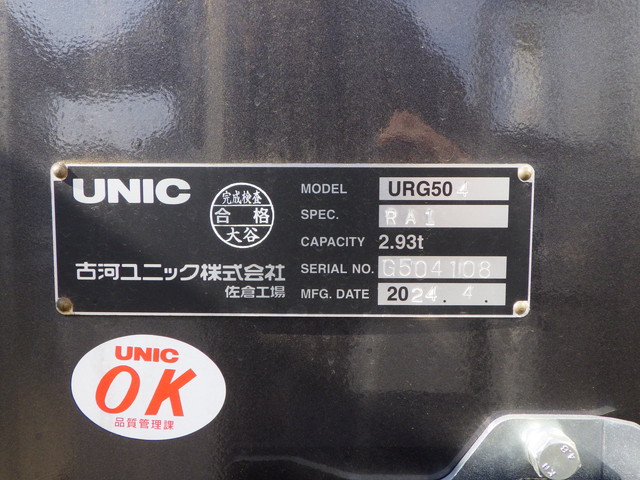 UNIC
完成検査
合格
大谷
古河ユニック株式会社
佐倉工場
MODEL URG504
SPEC. RA1
CAPACITY 2.93t
SERIAL NO. G504108
MFG. DATE 2024. 4.
UNIC
OK
品質管理課